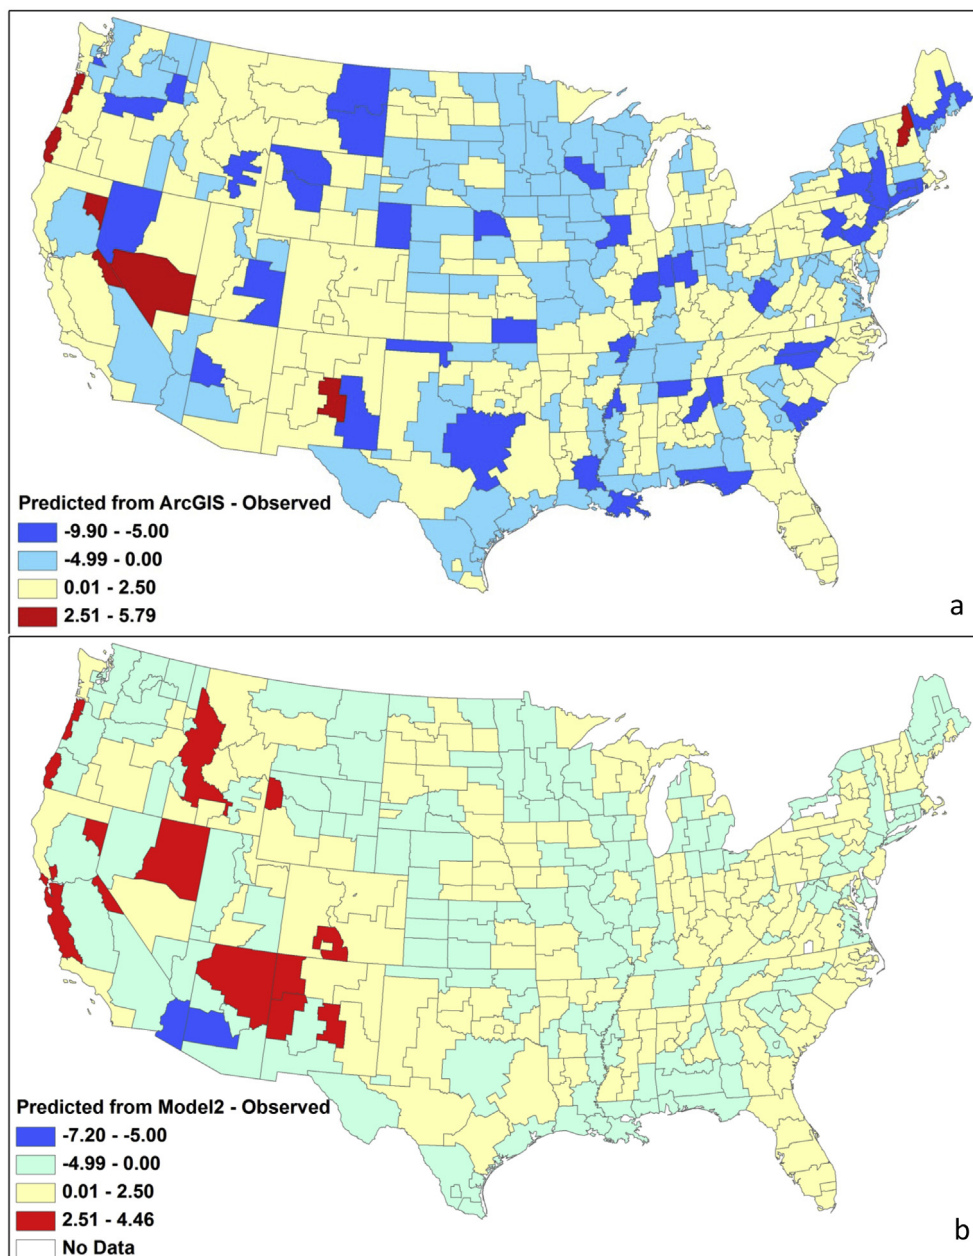 Predicted from ArcGIS - Observed
-9.90 - -5.00
-4.99 - 0.00
0.01 - 2.50
2.51 - 5.79
a
Predicted from Model2 - Observed
-7.20 - -5.00
-4.99 - 0.00
0.01 - 2.50
2.51 - 4.46
No Data
b